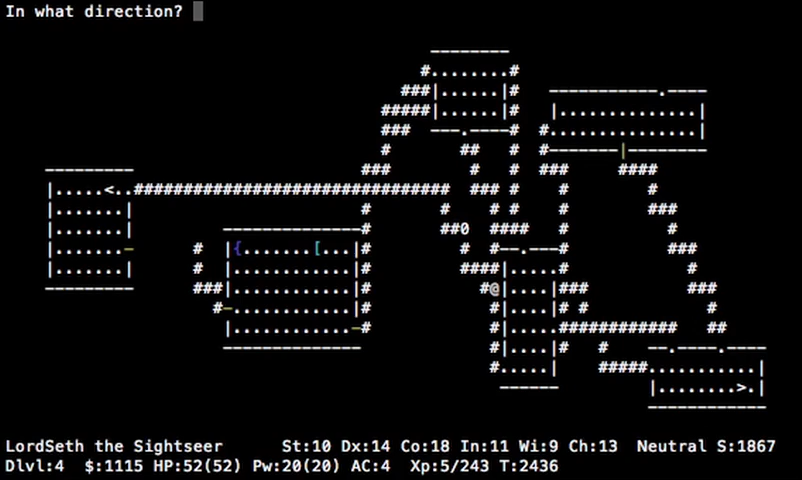 In what direction?
LordSeth the Sightseer St:10 Dx:14 Co:18 In:11 Wi:9 Ch:13 Neutral S:1867
Dlvl:4 $:1115 HP:52(52) Pw:20(20) AC:4 Xp:5/243 T:2436